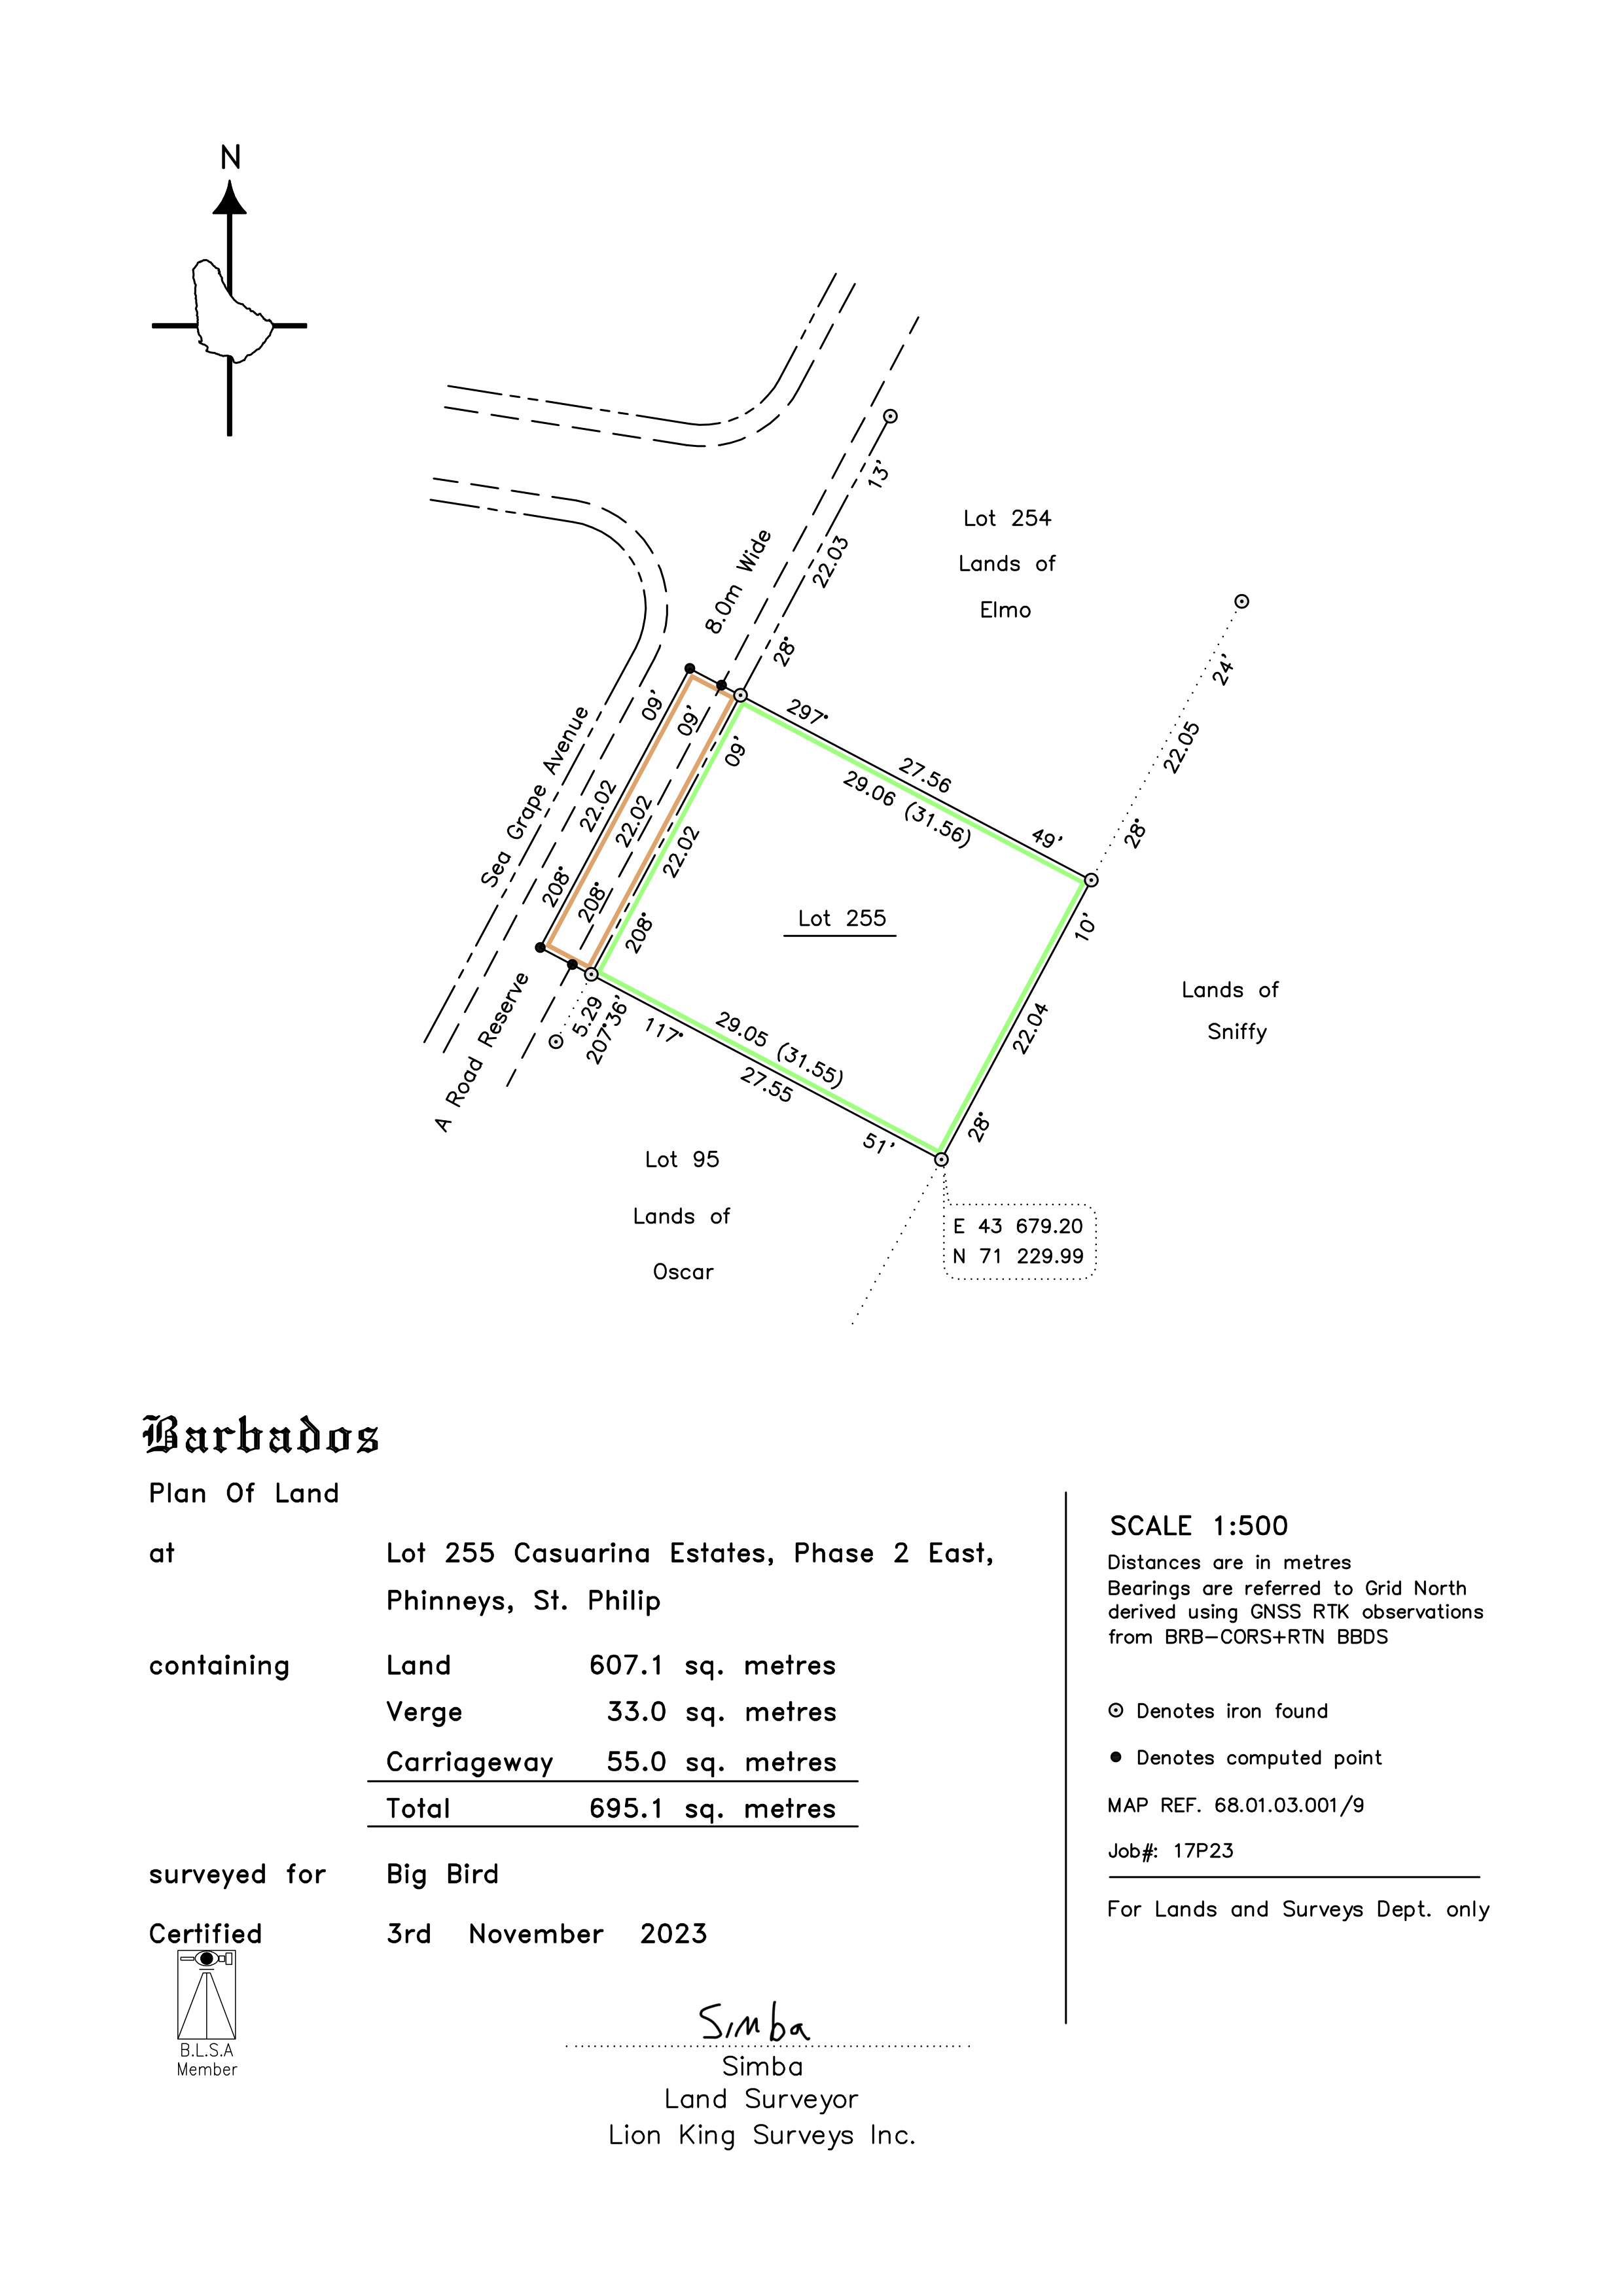 N
13'
22.03
28°
8.0m Wide
Lot 254
Lands of
Elmo
24'
22.05
28°
297°
27.56
49'
29.06 (31.56)
09'
22.02
208°
09'
22.02
208°
09'
22.02
208°
Sea Grape Avenue
A Road Reserve
Lot 255
10'
22.04
28°
Lands of
Sniffy
5.29
207°36'
117°
29.05 (31.55)
27.55
51'
Lot 95
Lands of
Oscar
E 43 679.20
N 71 229.99
Barbados
Plan Of Land
at Lot 255 Casuarina Estates, Phase 2 East,
Phinneys, St. Philip
containing Land 607.1 sq. metres
Verge 33.0 sq. metres
Carriageway 55.0 sq. metres
Total 695.1 sq. metres
surveyed for Big Bird
Certified 3rd November 2023
B.L.S.A
Member
Simba
Simba
Land Surveyor
Lion King Surveys Inc.
SCALE 1:500
Distances are in metres
Bearings are referred to Grid North
derived using GNSS RTK observations
from BRB-CORS+RTN BBDS
Denotes iron found
Denotes computed point
MAP REF. 68.01.03.001/9
Job#: 17P23
For Lands and Surveys Dept. only